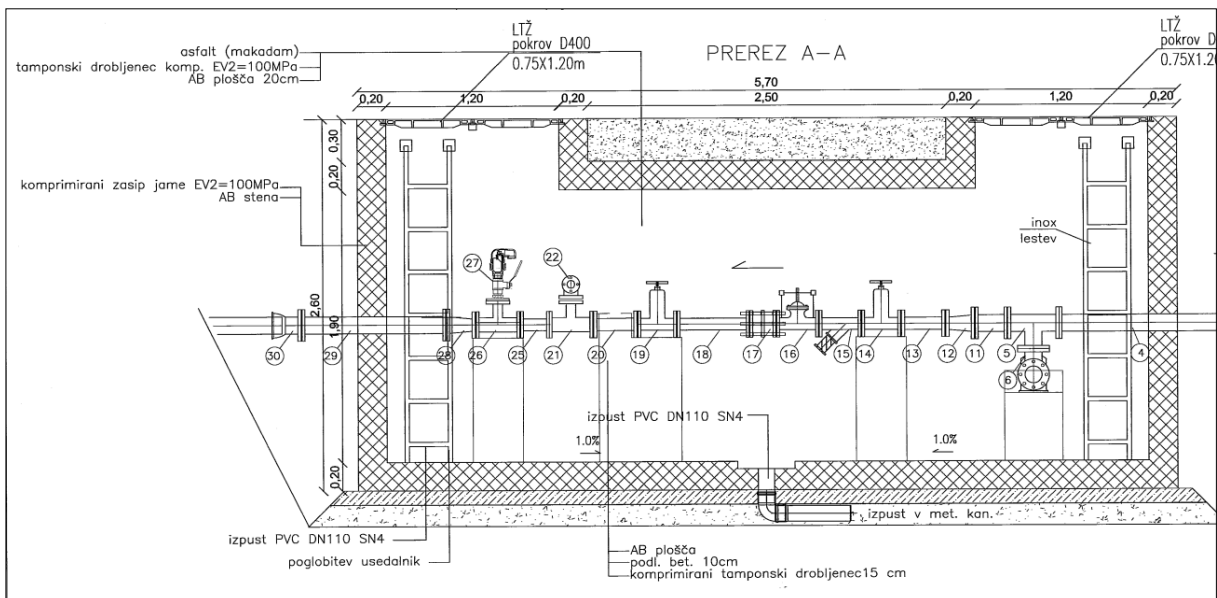 asfalt (makadam)
tamponski drobljenec komp. EV2=100MPa
AB plošča 20cm
LTŽ
pokrov D400
0.75X1.20m
PREREZ A-A
LTŽ
pokrov D
0.75X1.20
5,70
0,20
1,20
0,20
2,50
0,20
1,20
0,20
0,30
0,20
komprimirani zasip jame EV2=100MPa
AB stena
inox
lestev
27
22
2,60
1,90
30
29
28
26
25
21
20
19
18
17
16
15
14
13
12
11
5
4
6
izpust PVC DN110 SN4
1.0%
1.0%
0,20
izpust v met. kan.
izpust PVC DN110 SN4
poglobitev usedalnik
AB plošča
podl. bet. 10cm
komprimirani tamponski drobljenec15 cm